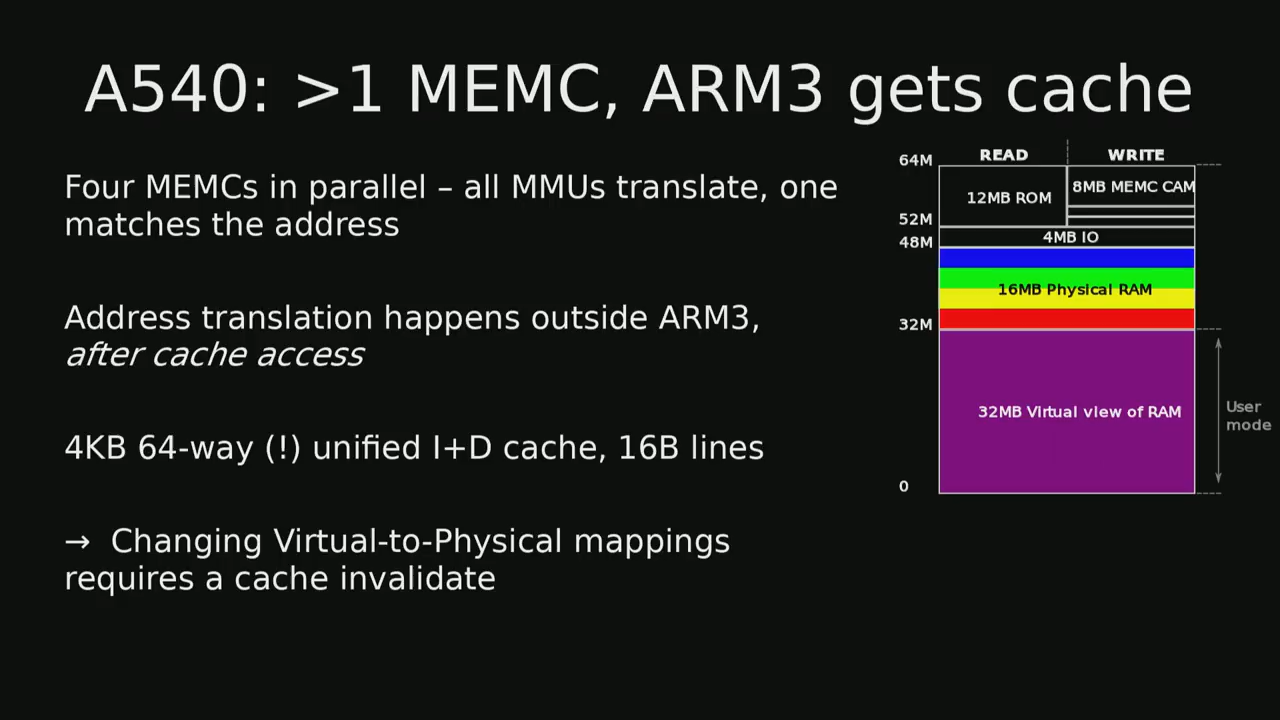 A540: >1 MEMC, ARM3 gets cache
Four MEMCs in parallel – all MMUs translate, one
matches the address
Address translation happens outside ARM3,
after cache access
4KB 64-way (!) unified I+D cache, 16B lines
→ Changing Virtual-to-Physical mappings
requires a cache invalidate
READ WRITE
64M
12MB ROM
8MB MEMC CAM
52M
48M
4MB IO
16MB Physical RAM
32M
32MB Virtual view of RAM
User
mode
0